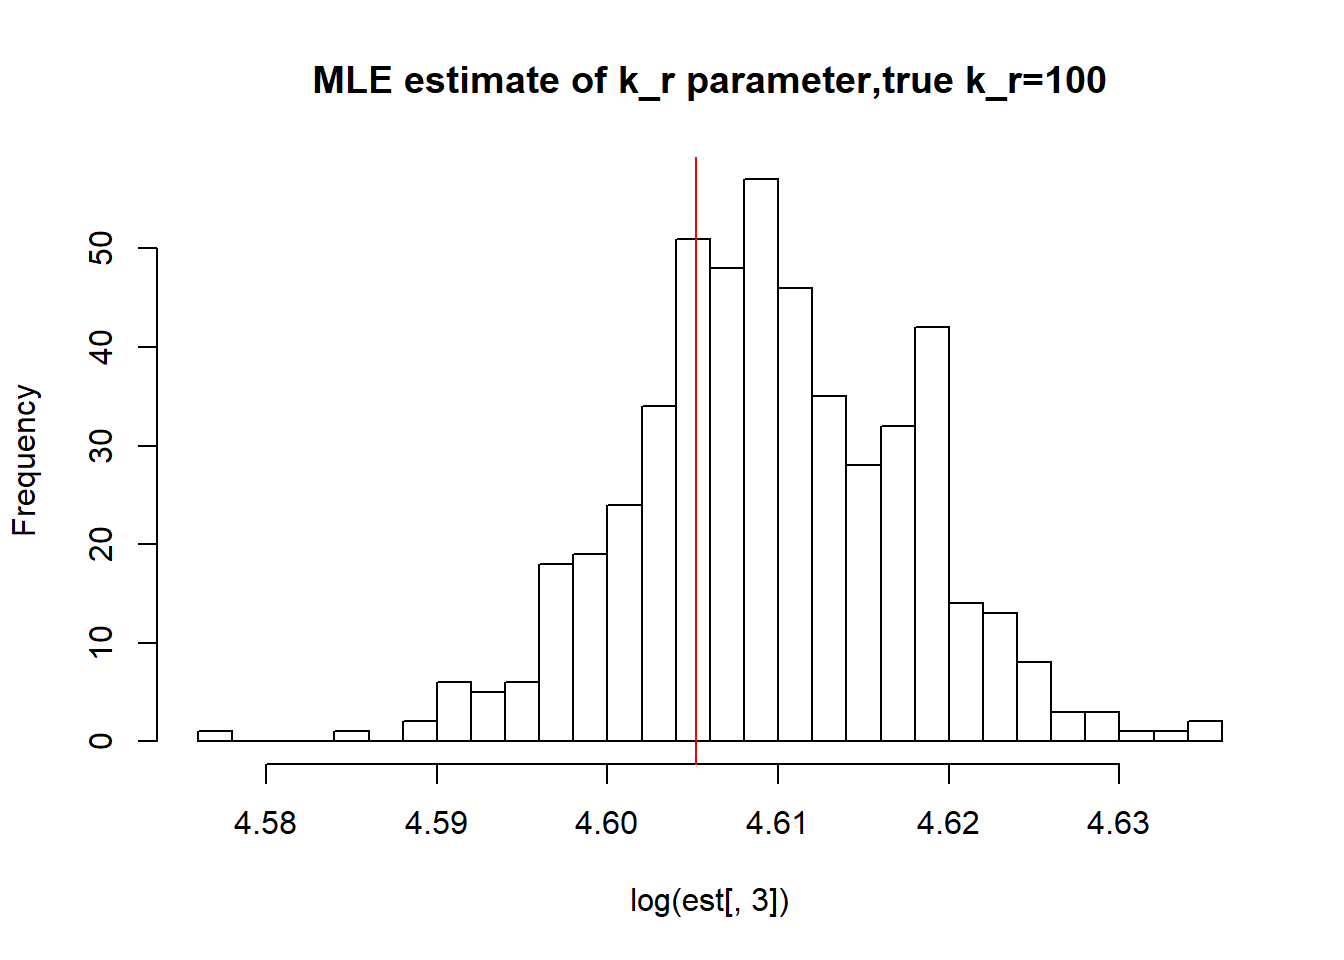 MLE estimate of k_r parameter,true k_r=100
Frequency
50
40
30
20
10
0
4.58 4.59 4.60 4.61 4.62 4.63
log(est[, 3])